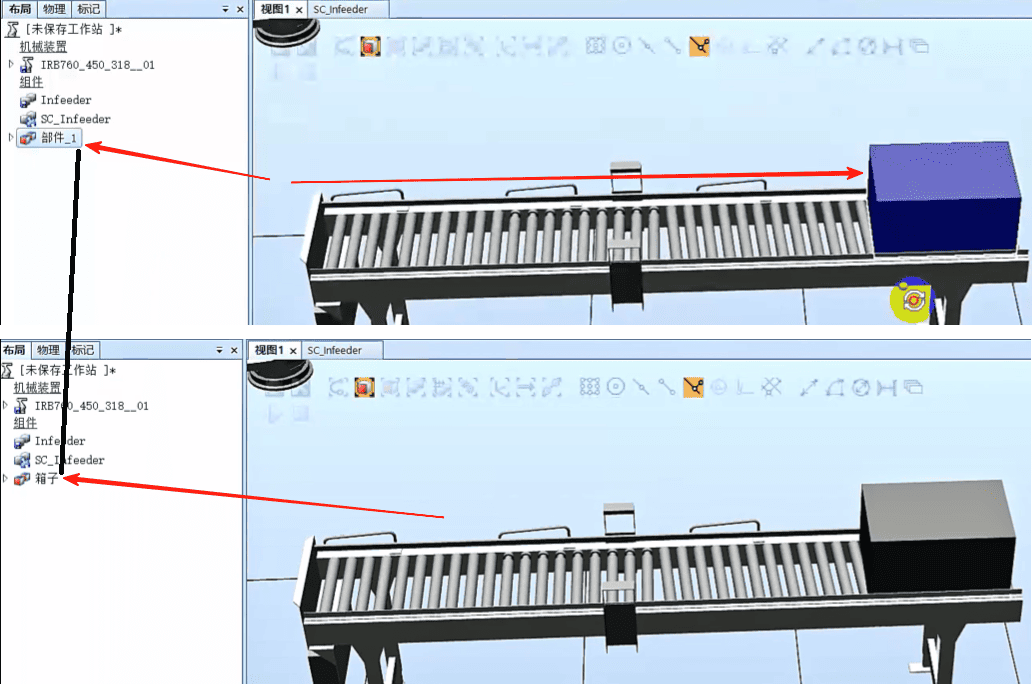 布局 物理 标记
视图1 × SC_Infeeder
[未保存工作站 ]*
机械装置
IRB760_450_318__01
组件
Infeeder
SC_Infeeder
部件_1
布局 物理 标记
视图1 × SC_Infeeder
[未保存工作站 ]*
机械装置
IRB760_450_318__01
组件
Infeeder
SC_Infeeder
箱子